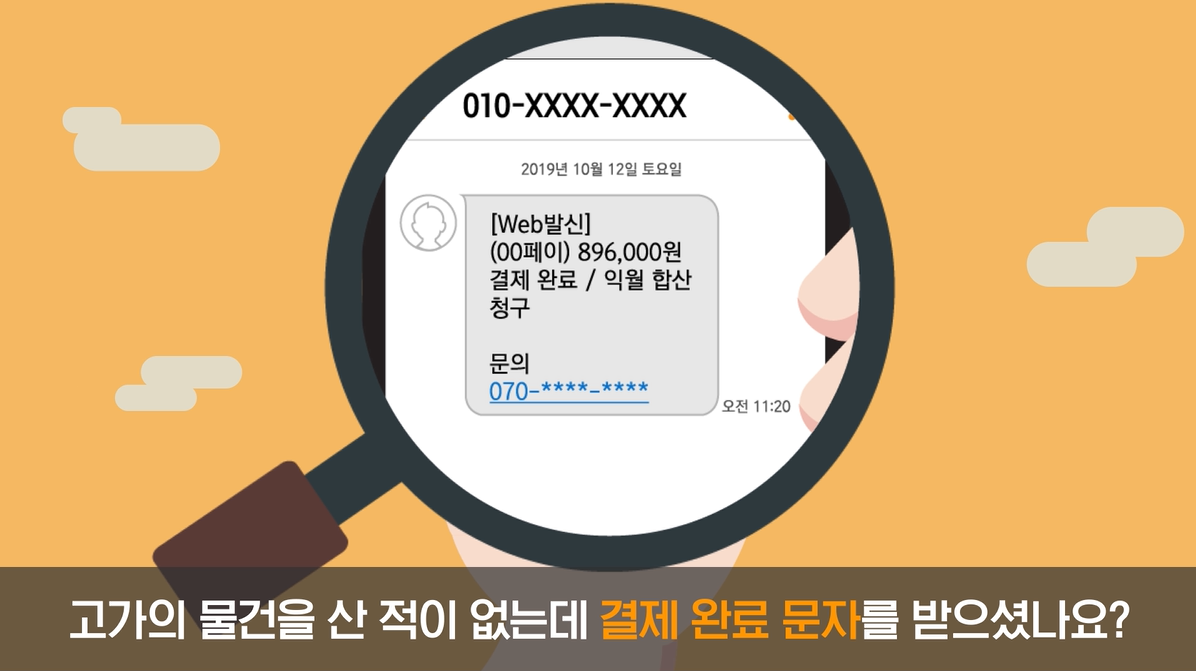 010-XXXX-XXXX
2019년 10월 12일 토요일
[Web발신]
(00페이) 896,000원
결제 완료 / 익월 합산
청구
문의
070-****-****
오전 11:20
고가의 물건을 산 적이 없는데 결제 완료 문자를 받으셨나요?